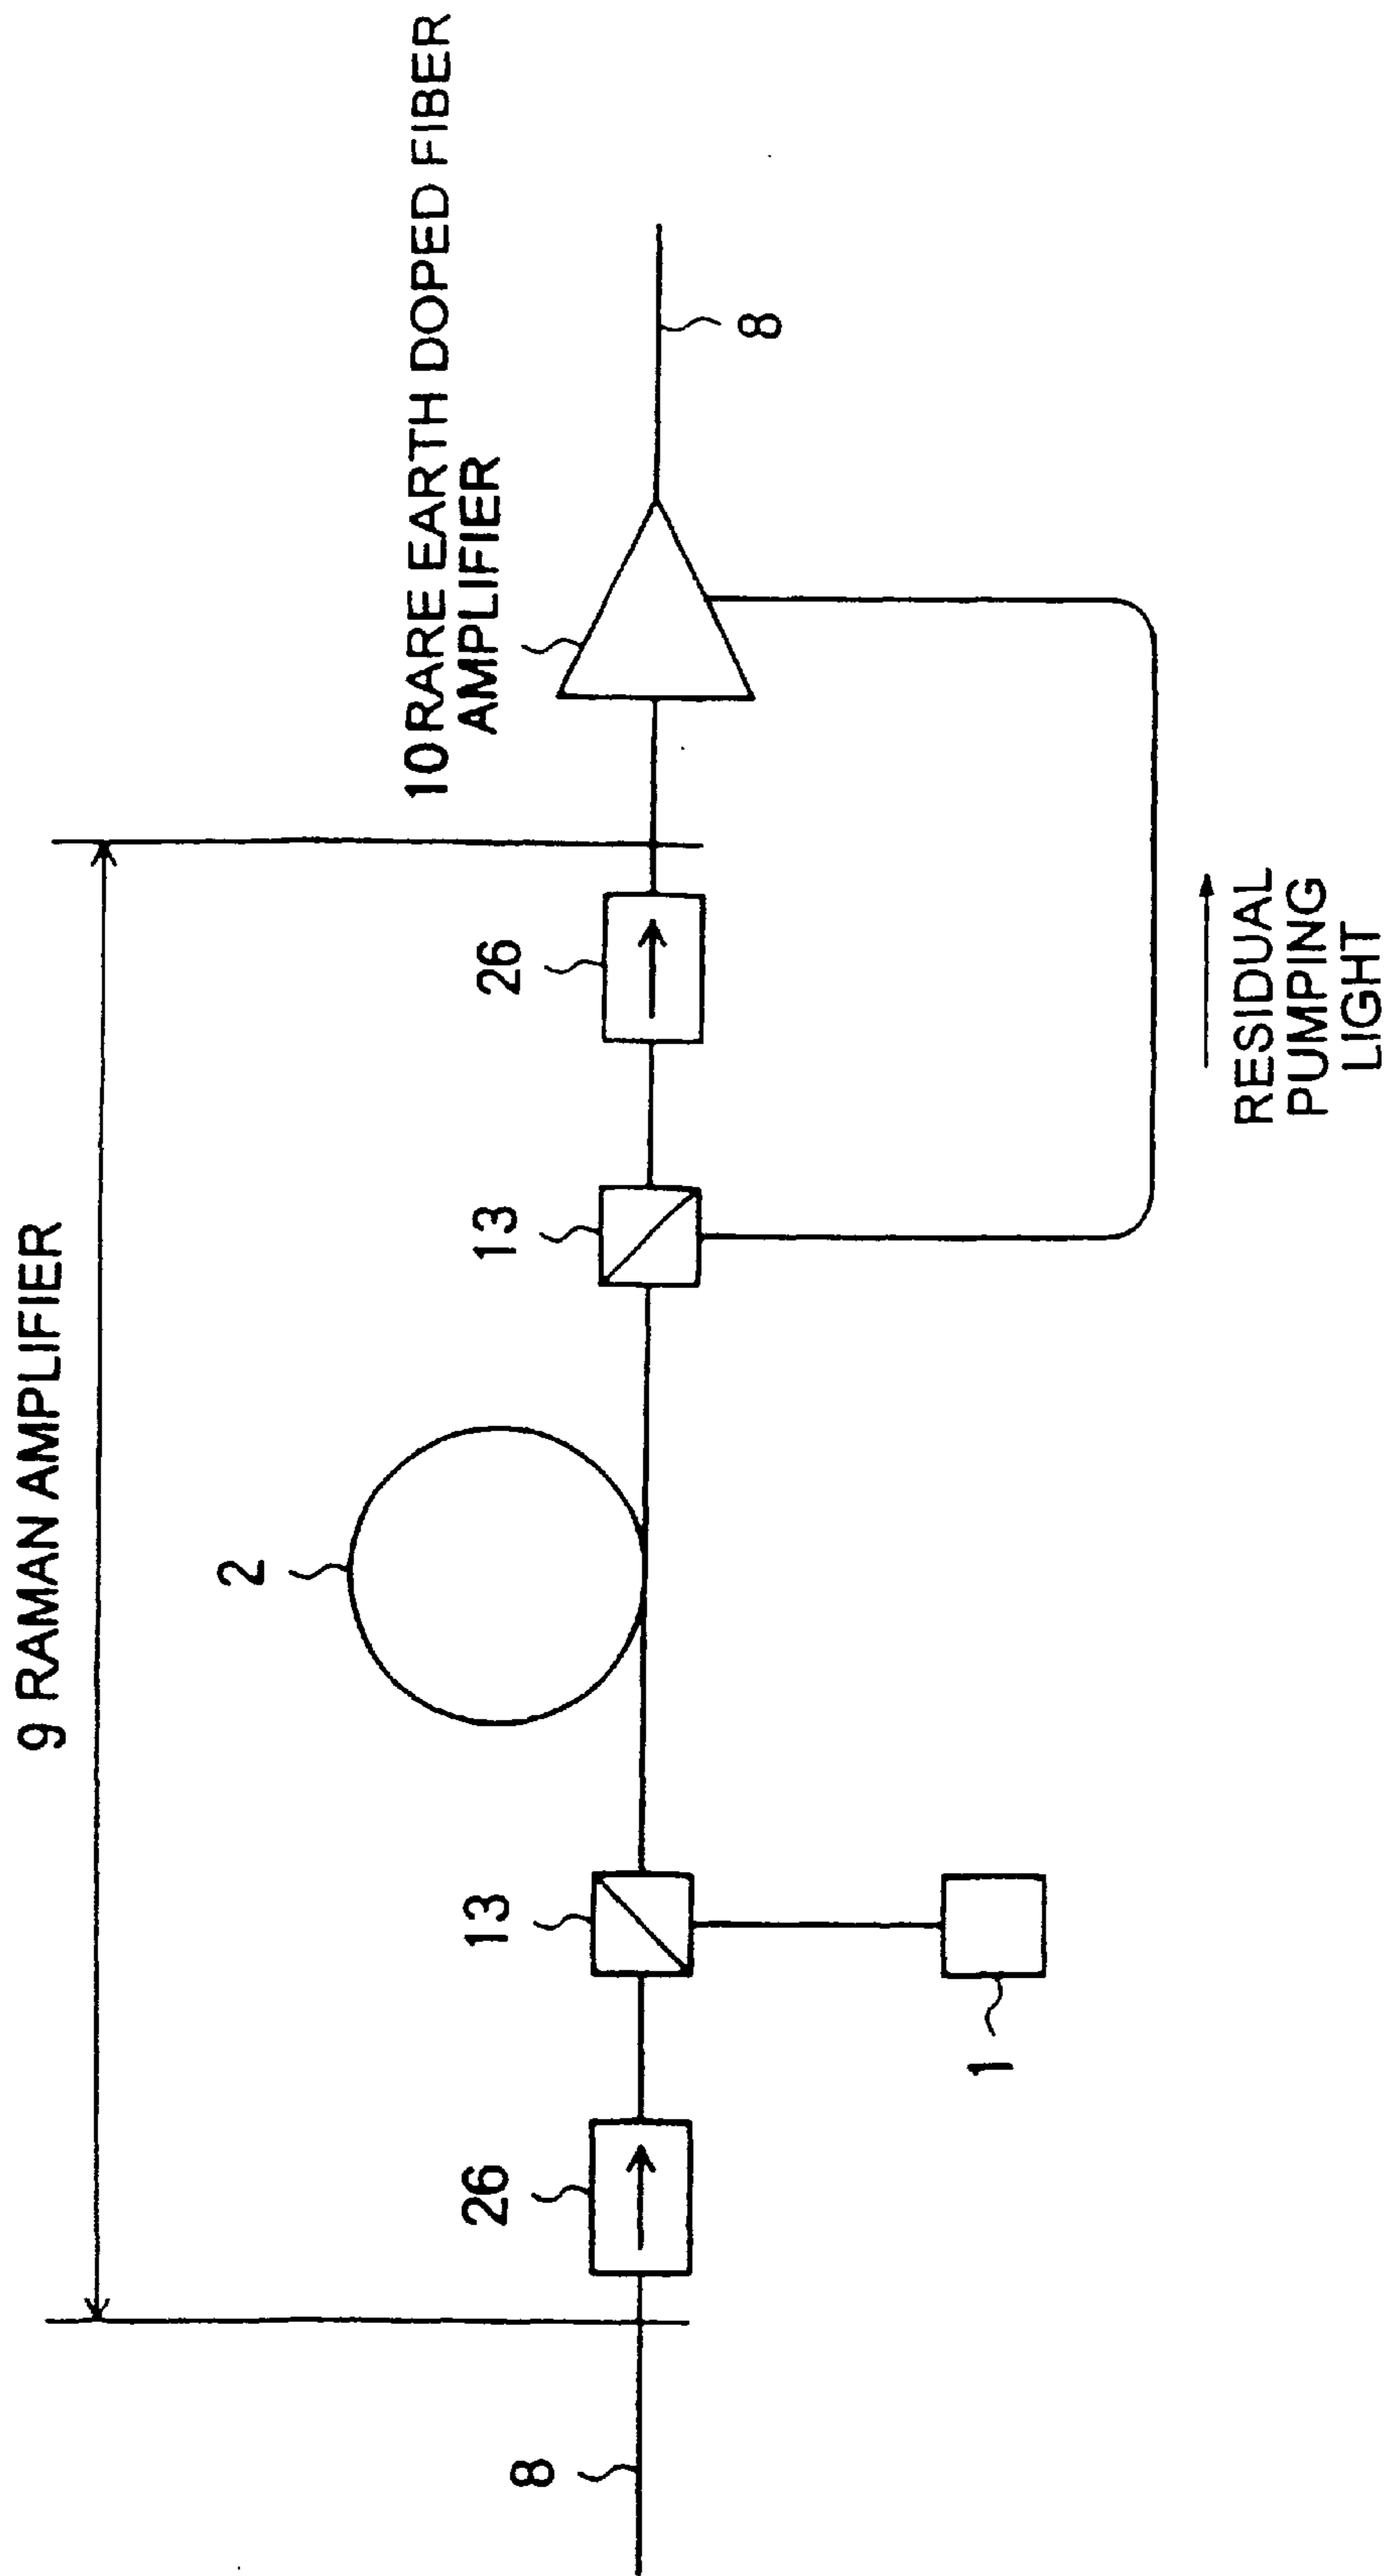 9 RAMAN AMPLIFIER
10 RARE EARTH DOPED FIBER
AMPLIFIER
2
8
26
13
13
26
8
1
RESIDUAL
PUMPING
LIGHT